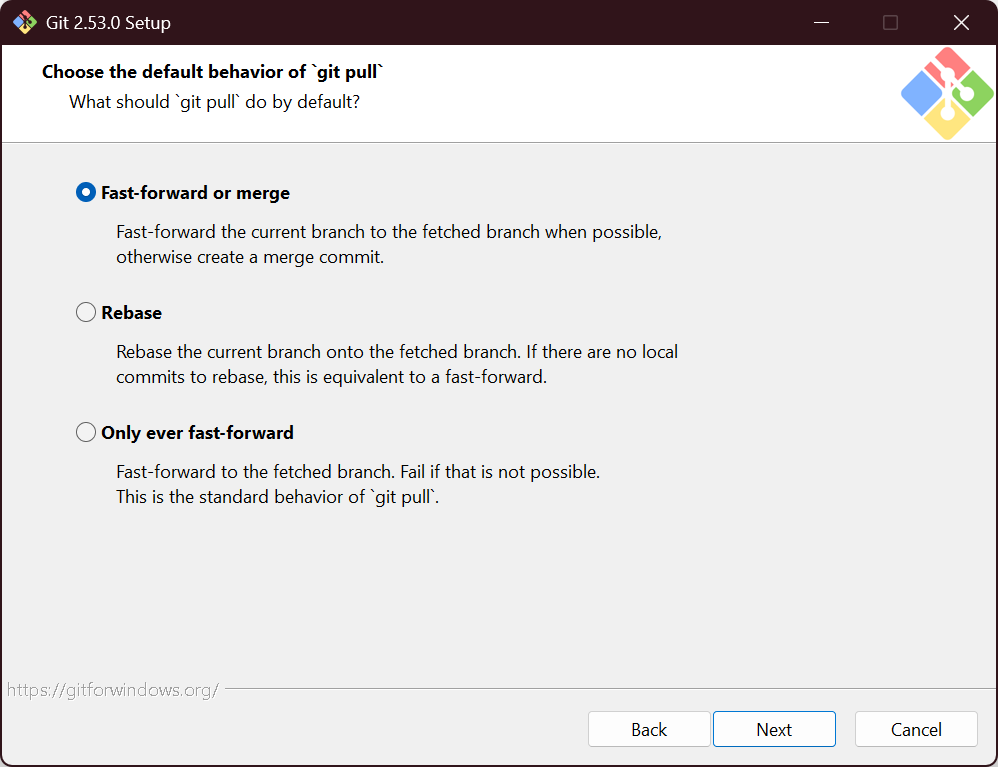 Git 2.53.0 Setup
Choose the default behavior of `git pull`
What should `git pull` do by default?
Fast-forward or merge
Fast-forward the current branch to the fetched branch when possible,
otherwise create a merge commit.
Rebase
Rebase the current branch onto the fetched branch. If there are no local
commits to rebase, this is equivalent to a fast-forward.
Only ever fast-forward
Fast-forward to the fetched branch. Fail if that is not possible.
This is the standard behavior of `git pull`.
https://gitforwindows.org/
Back
Next
Cancel